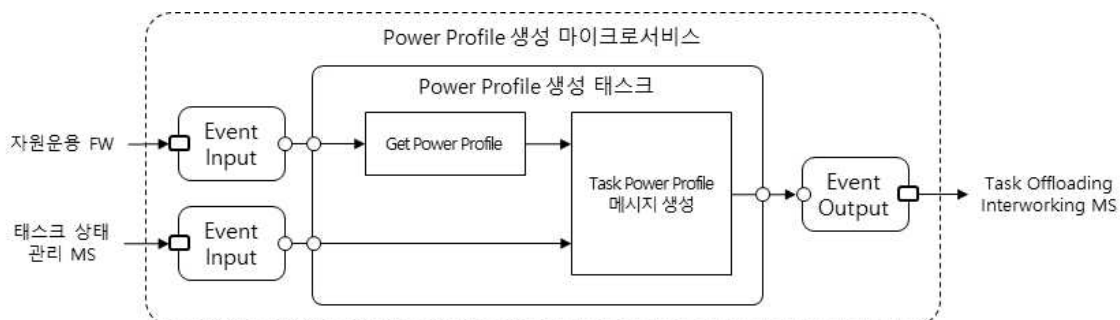 Power Profile 생성 마이크로서비스
Power Profile 생성 태스크
자원운용 FW
Event
Input
Get Power Profile
Task Power Profile
메시지 생성
Event
Output
Task Offloading
Interworking MS
태스크 상태
관리 MS
Event
Input